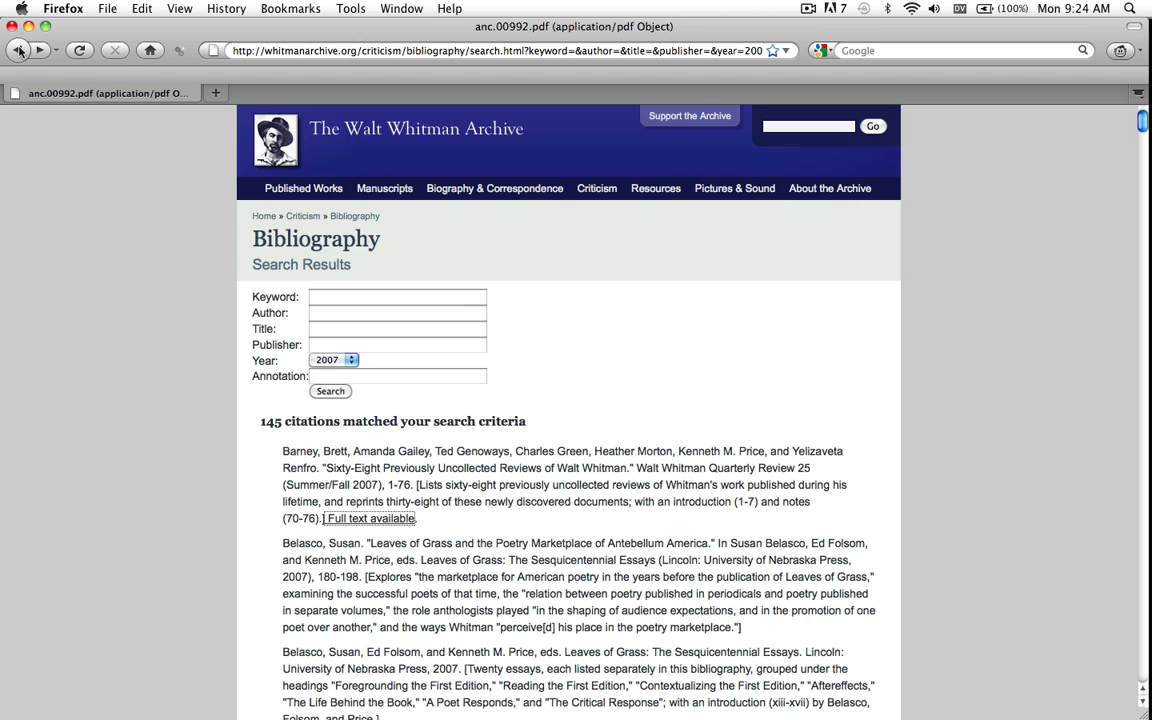 Firefox File Edit View History Bookmarks Tools Window Help 7 DV (100%) Mon 9:24 AM
anc.00992.pdf (application/pdf Object)
http://whitmanarchive.org/criticism/bibliography/search.html?keyword=&author=&title=&publisher=&year=200 Google
anc.00992.pdf (application/pdf O... +
Support the Archive
The Walt Whitman Archive Go
Published Works Manuscripts Biography & Correspondence Criticism Resources Pictures & Sound About the Archive
Home » Criticism » Bibliography
Bibliography
Search Results
Keyword:
Author:
Title:
Publisher:
Year: 2007
Annotation:
Search
145 citations matched your search criteria
Barney, Brett, Amanda Gailey, Ted Genoways, Charles Green, Heather Morton, Kenneth M. Price, and Yelizaveta
Renfro. "Sixty-Eight Previously Uncollected Reviews of Walt Whitman." Walt Whitman Quarterly Review 25
(Summer/Fall 2007), 1-76. [Lists sixty-eight previously uncollected reviews of Whitman's work published during his
lifetime, and reprints thirty-eight of these newly discovered documents; with an introduction (1-7) and notes
(70-76).] Full text available.
Belasco, Susan. "Leaves of Grass and the Poetry Marketplace of Antebellum America." In Susan Belasco, Ed Folsom,
and Kenneth M. Price, eds. Leaves of Grass: The Sesquicentennial Essays (Lincoln: University of Nebraska Press,
2007), 180-198. [Explores "the marketplace for American poetry in the years before the publication of Leaves of Grass,"
examining the successful poets of that time, the "relation between poetry published in periodicals and poetry published
in separate volumes," the role anthologists played "in the shaping of audience expectations, and in the promotion of one
poet over another," and the ways Whitman "perceive[d] his place in the poetry marketplace."]
Belasco, Susan, Ed Folsom, and Kenneth M. Price, eds. Leaves of Grass: The Sesquicentennial Essays. Lincoln:
University of Nebraska Press, 2007. [Twenty essays, each listed separately in this bibliography, grouped under the
headings "Foregrounding the First Edition," "Reading the First Edition," "Contextualizing the First Edition," "Aftereffects,"
"The Life Behind the Book," "A Poet Responds," and "The Critical Response"; with an introduction (xiii-xvii) by Belasco,
Folsom, and Price.]